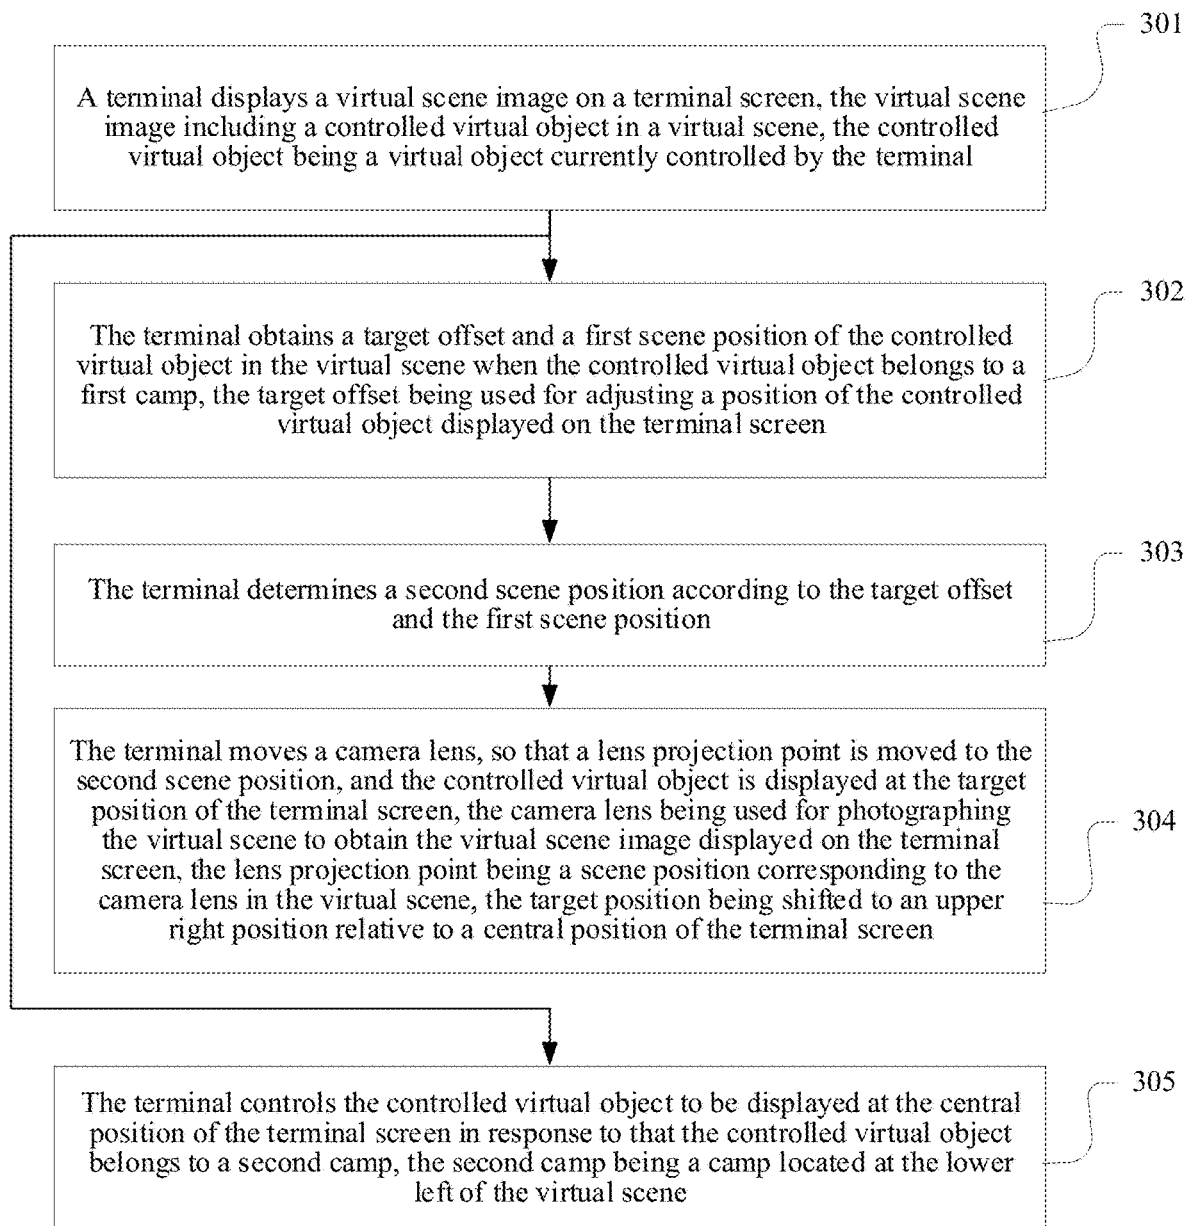 301
A terminal displays a virtual scene image on a terminal screen, the virtual scene
image including a controlled virtual object in a virtual scene, the controlled
virtual object being a virtual object currently controlled by the terminal
302
The terminal obtains a target offset and a first scene position of the controlled
virtual object in the virtual scene when the controlled virtual object belongs to a
first camp, the target offset being used for adjusting a position of the controlled
virtual object displayed on the terminal screen
303
The terminal determines a second scene position according to the target offset
and the first scene position
The terminal moves a camera lens, so that a lens projection point is moved to the
second scene position, and the controlled virtual object is displayed at the target
position of the terminal screen, the camera lens being used for photographing
the virtual scene to obtain the virtual scene image displayed on the terminal
304
screen, the lens projection point being a scene position corresponding to the
camera lens in the virtual scene, the target position being shifted to an upper
right position relative to a central position of the terminal screen
305
The terminal controls the controlled virtual object to be displayed at the central
position of the terminal screen in response to that the controlled virtual object
belongs to a second camp, the second camp being a camp located at the lower
left of the virtual scene